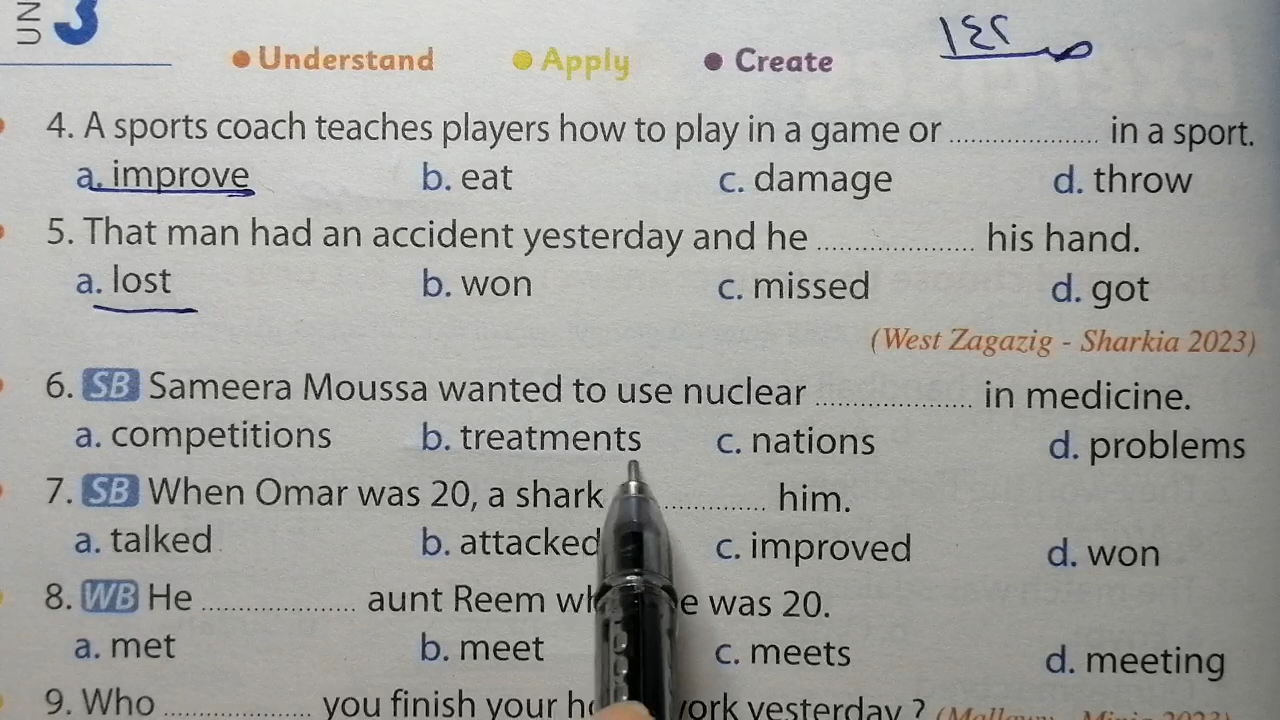 UN 3
صـ ١٤٢
Understand Apply Create
4. A sports coach teaches players how to play in a game or .................... in a sport.
a. improve b. eat c. damage d. throw
5. That man had an accident yesterday and he .................... his hand.
a. lost b. won c. missed d. got
(West Zagazig - Sharkia 2023)
6. SB Sameera Moussa wanted to use nuclear .................... in medicine.
a. competitions b. treatments c. nations d. problems
7. SB When Omar was 20, a shark .............. him.
a. talked b. attacked c. improved d. won
8. WB He .................... aunt Reem wh e was 20.
a. met b. meet c. meets d. meeting
9. Who .................... you finish your ho ork yesterday ?